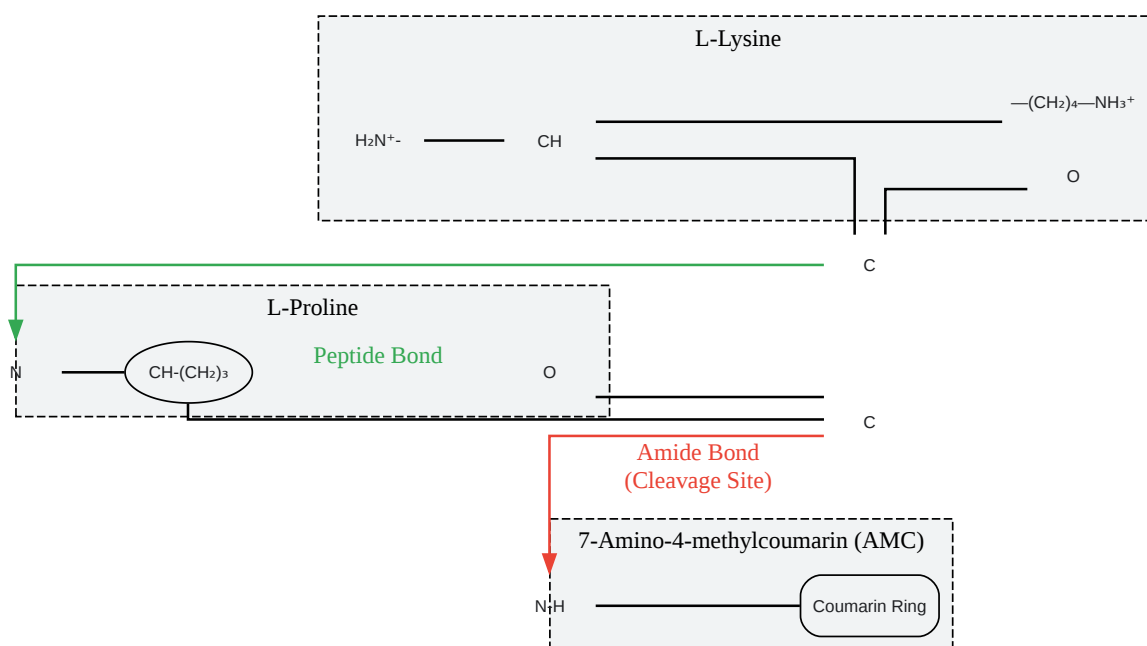 L-Lysine
—(CH₂)₄—NH₃⁺
H₂N⁺-
CH
O
C
L-Proline
Peptide Bond
N
CH-(CH₂)₃
O
C
Amide Bond
(Cleavage Site)
7-Amino-4-methylcoumarin (AMC)
N-H
Coumarin Ring